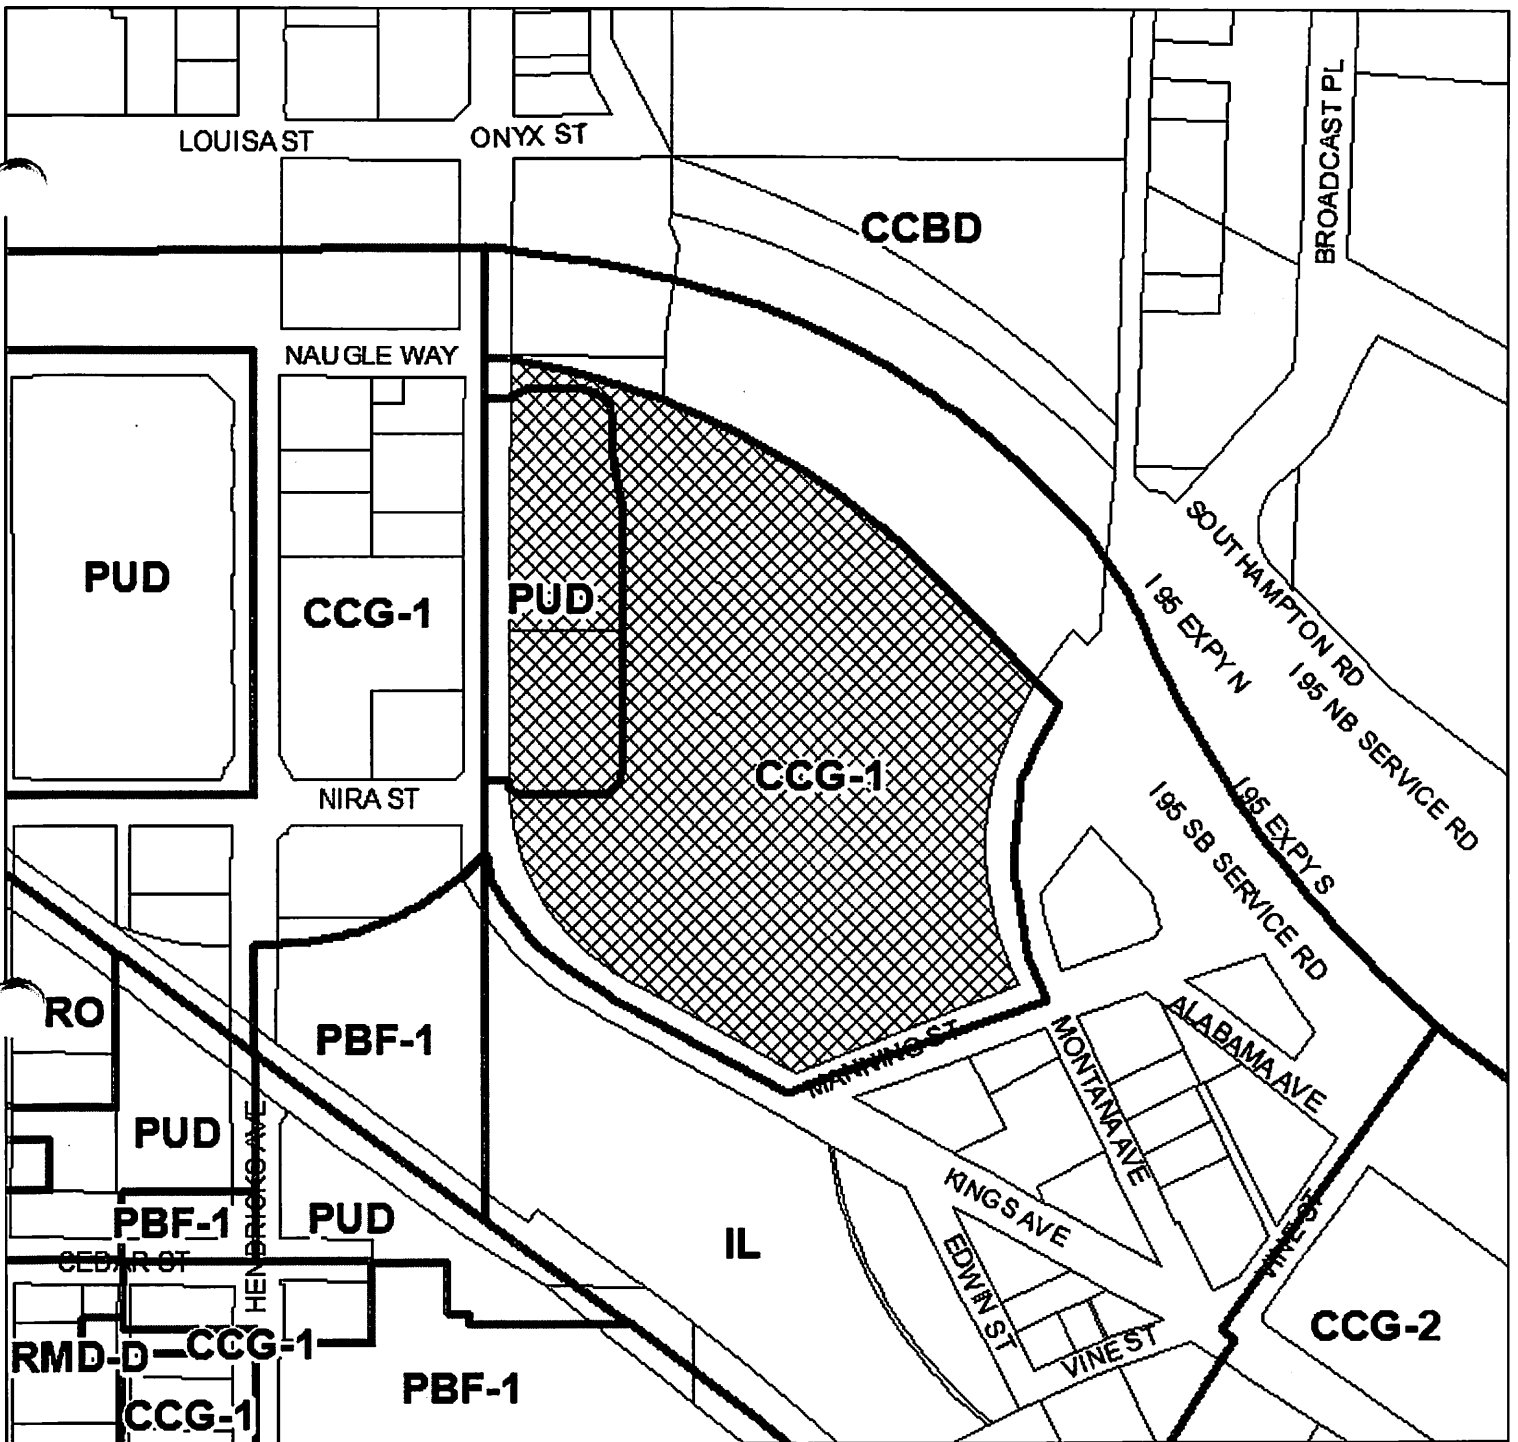 LOUISA ST
ONYX ST
BROADCAST PL
CCBD
NAUGLE WAY
PUD
CCG-1
PUD
SOUTHAMPTON RD
I 95 EXPY N
I 95 NB SERVICE RD
CCG-1
NIRA ST
I 95 SB SERVICE RD
I 95 EXPY S
RO
PBF-1
MANNING ST
MONTANA AVE
ALABAMA AVE
PUD
HENDRICKS AVE
PBF-1
PUD
KINGS AVE
IL
EDWIN ST
VINE ST
CEDAR ST
CCG-2
RMD-D
CCG-1
VINE ST
PBF-1
CCG-1